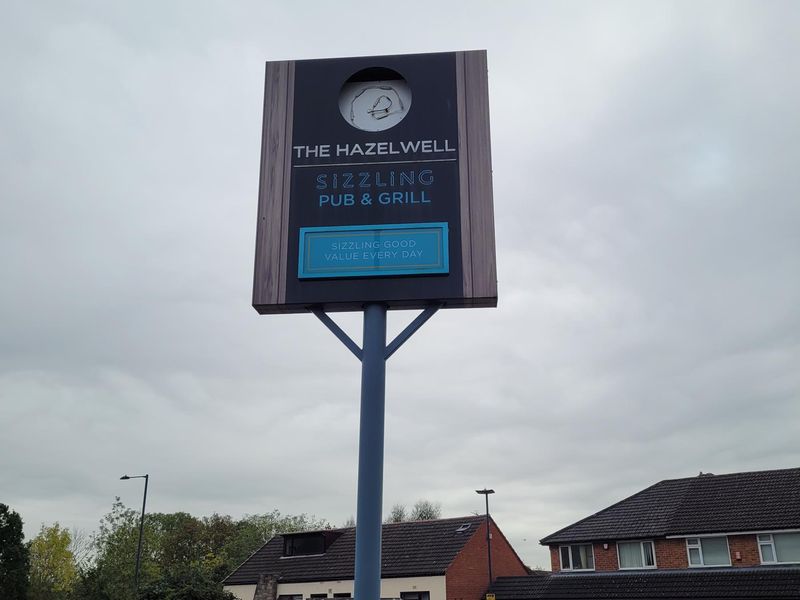 THE HAZELWELL
SIZZLING
PUB & GRILL
SIZZLING GOOD
VALUE EVERY DAY